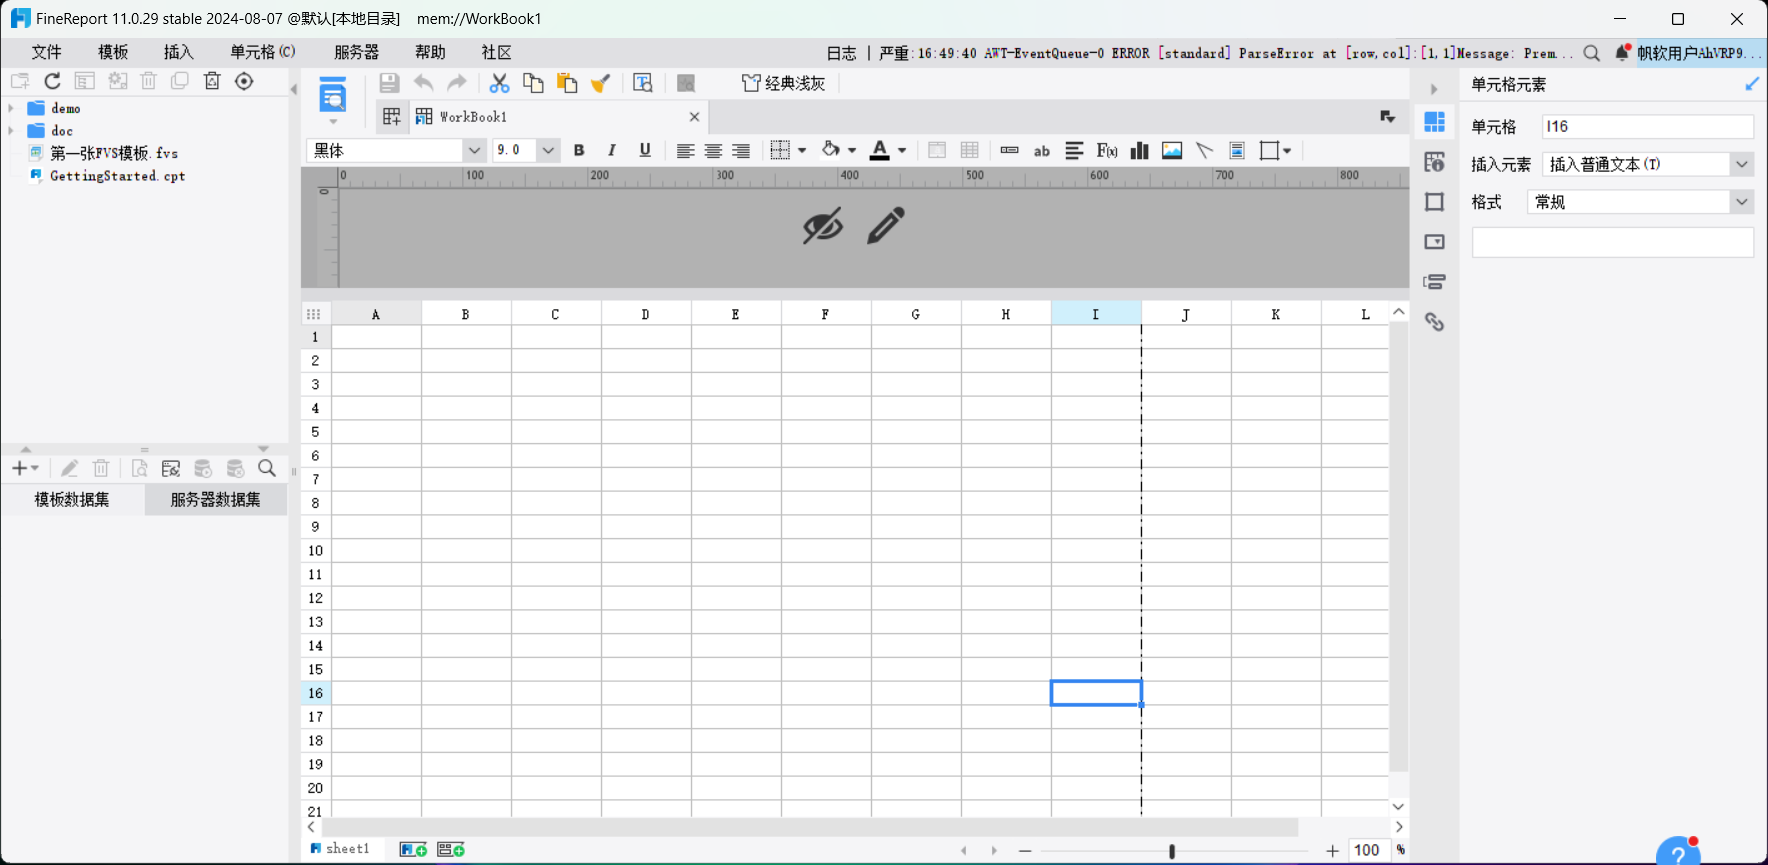 FineReport 11.0.29 stable 2024-08-07 @默认[本地目录]    mem://WorkBook1
文件 模板 插入 单元格(C) 服务器 帮助 社区
日志 | 严重:16:49:40 AWT-EventQueue-0 ERROR [standard] ParseError at [row,col]:[1,1]Message: Prem... 帆软用户AhVRP9...
经典浅灰
WorkBook1
demo
doc
第一张FVS模板.fvs
GettingStarted.cpt
模板数据集 服务器数据集
黑体 9.0 B I U A ab F(x)
0 100 200 300 400 500 600 700 800
0
A B C D E F G H I J K L
1
2
3
4
5
6
7
8
9
10
11
12
13
14
15
16
17
18
19
20
21
sheet1
100 %
单元格元素
单元格 I16
插入元素 插入普通文本(T)
格式 常规
?